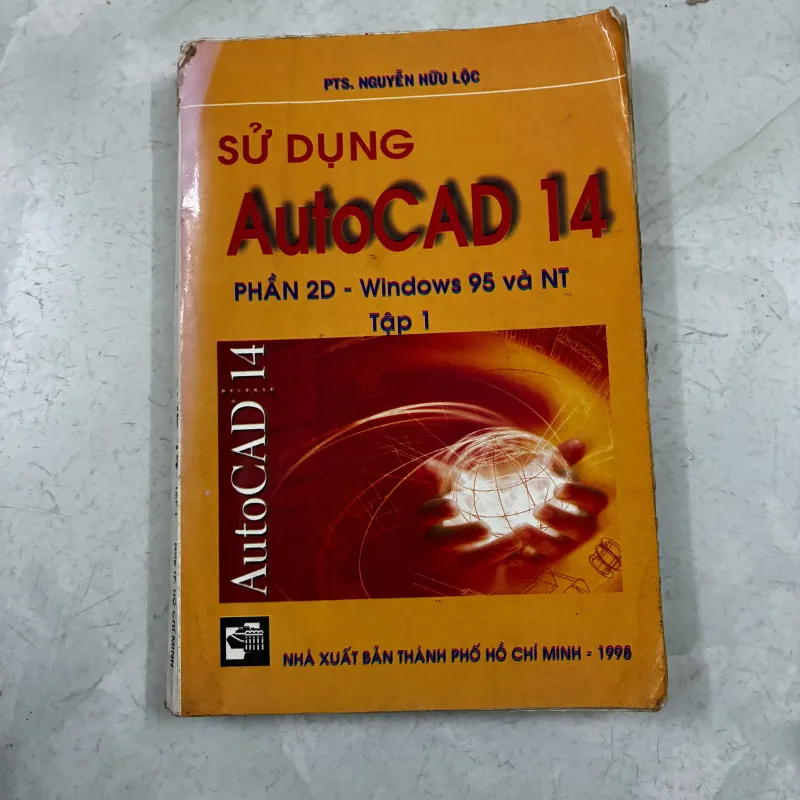 PTS. NGUYỄN HỮU LỘC
SỬ DỤNG
AutoCAD 14
PHẦN 2D - Windows 95 và NT
Tập 1
AutoCAD 14
RELEASE
NHÀ XUẤT BẢN THÀNH PHỐ HỒ CHÍ MINH - 1998